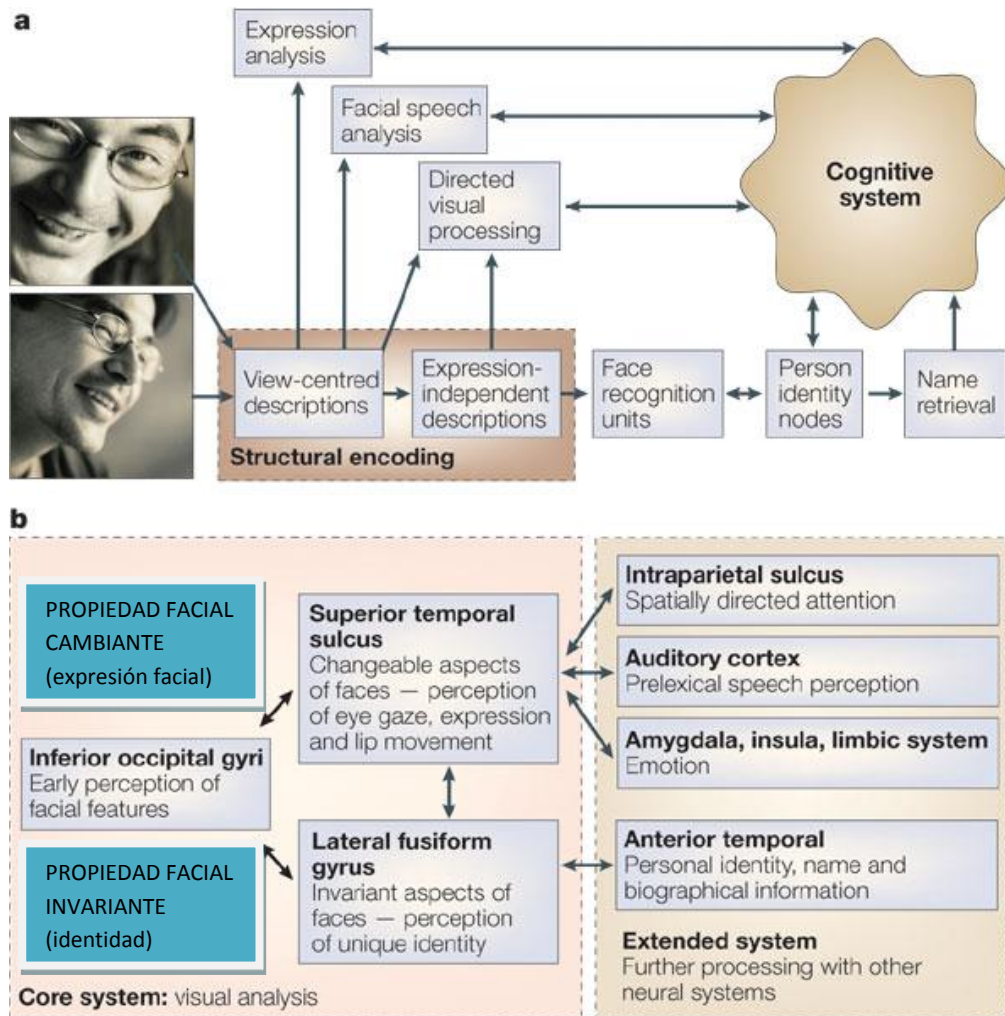 a
Expression
analysis
Facial speech
analysis
Directed
visual
processing
Cognitive
system
View-centred
descriptions
Expression-
independent
descriptions
Face
recognition
units
Person
identity
nodes
Name
retrieval
Structural encoding
b
PROPIEDAD FACIAL
CAMBIANTE
(expresión facial)
Superior temporal
sulcus
Changeable aspects
of faces — perception
of eye gaze, expression
and lip movement
Intraparietal sulcus
Spatially directed attention
Auditory cortex
Prelexical speech perception
Amygdala, insula, limbic system
Emotion
Inferior occipital gyri
Early perception of
facial features
PROPIEDAD FACIAL
INVARIANTE
(identidad)
Lateral fusiform
gyrus
Invariant aspects of
faces — perception
of unique identity
Anterior temporal
Personal identity, name and
biographical information
Extended system
Further processing with other
neural systems
Core system: visual analysis